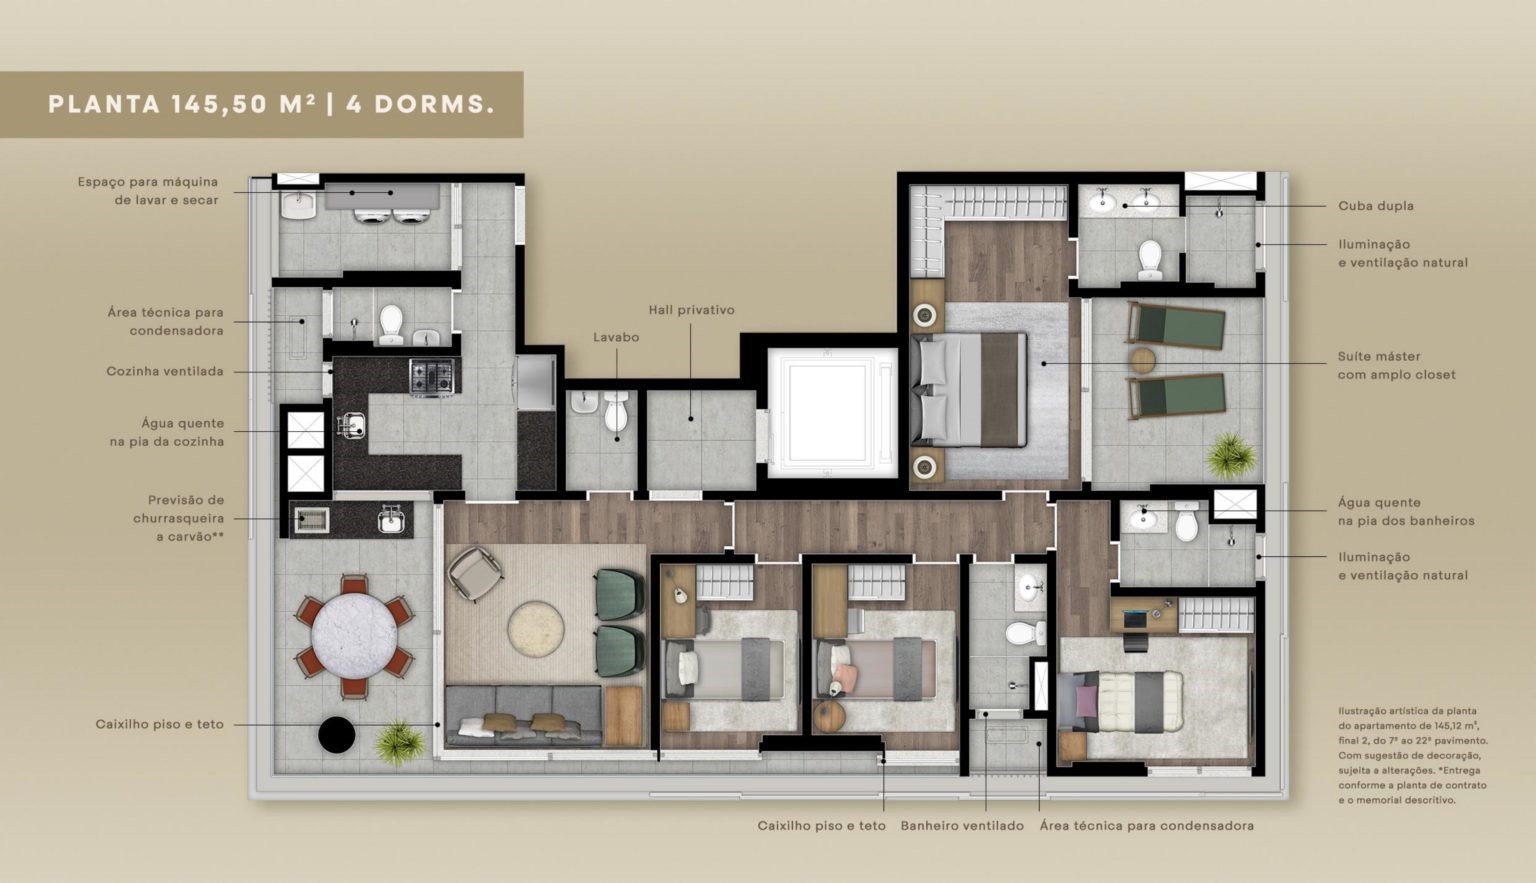 PLANTA 145,50 M² | 4 DORMS.
Espaço para máquina
de lavar e secar
Área técnica para
condensadora
Cozinha ventilada
Água quente
na pia da cozinha
Previsão de
churrasqueira
a carvão**
Caixilho piso e teto
Lavabo
Hall privativo
Cuba dupla
Iluminação
e ventilação natural
Suíte máster
com amplo closet
Água quente
na pia dos banheiros
Iluminação
e ventilação natural
Caixilho piso e teto
Banheiro ventilado
Área técnica para condensadora
Ilustração artística da planta
do apartamento de 145,12 m²,
final 2, do 7º ao 22º pavimento.
Com sugestão de decoração,
sujeita a alterações. *Entrega
conforme a planta de contrato
e o memorial descritivo.